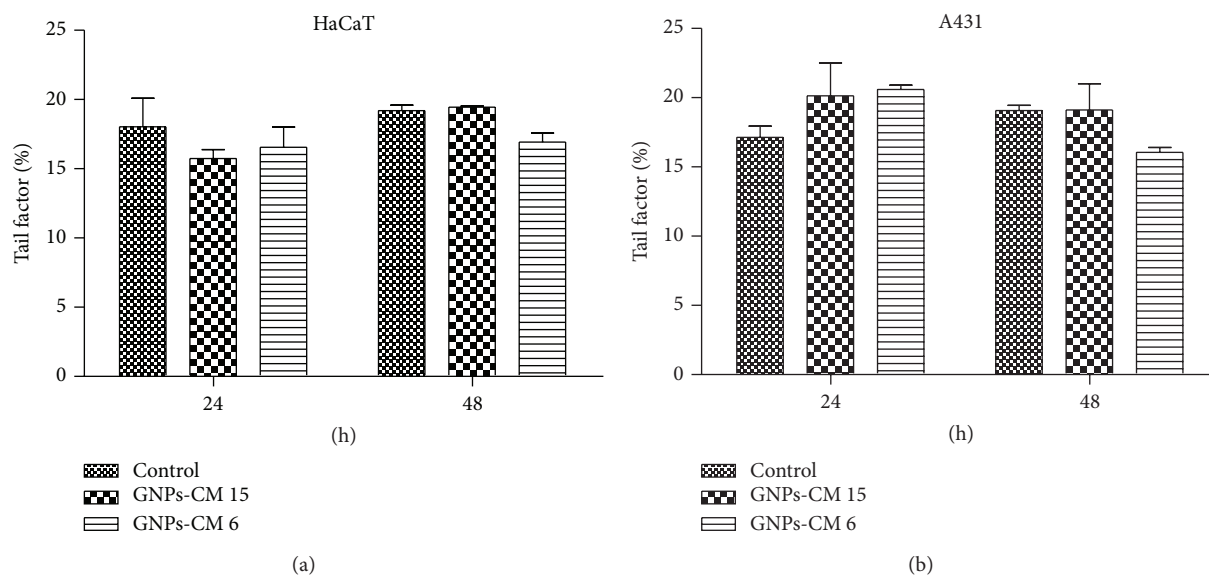 HaCaT
25
20
15
10
5
0
Tail factor (%)
24
48
(h)
Control
GNPs-CM 15
GNPs-CM 6
(a)
A431
25
20
15
10
5
0
Tail factor (%)
24
48
(h)
Control
GNPs-CM 15
GNPs-CM 6
(b)